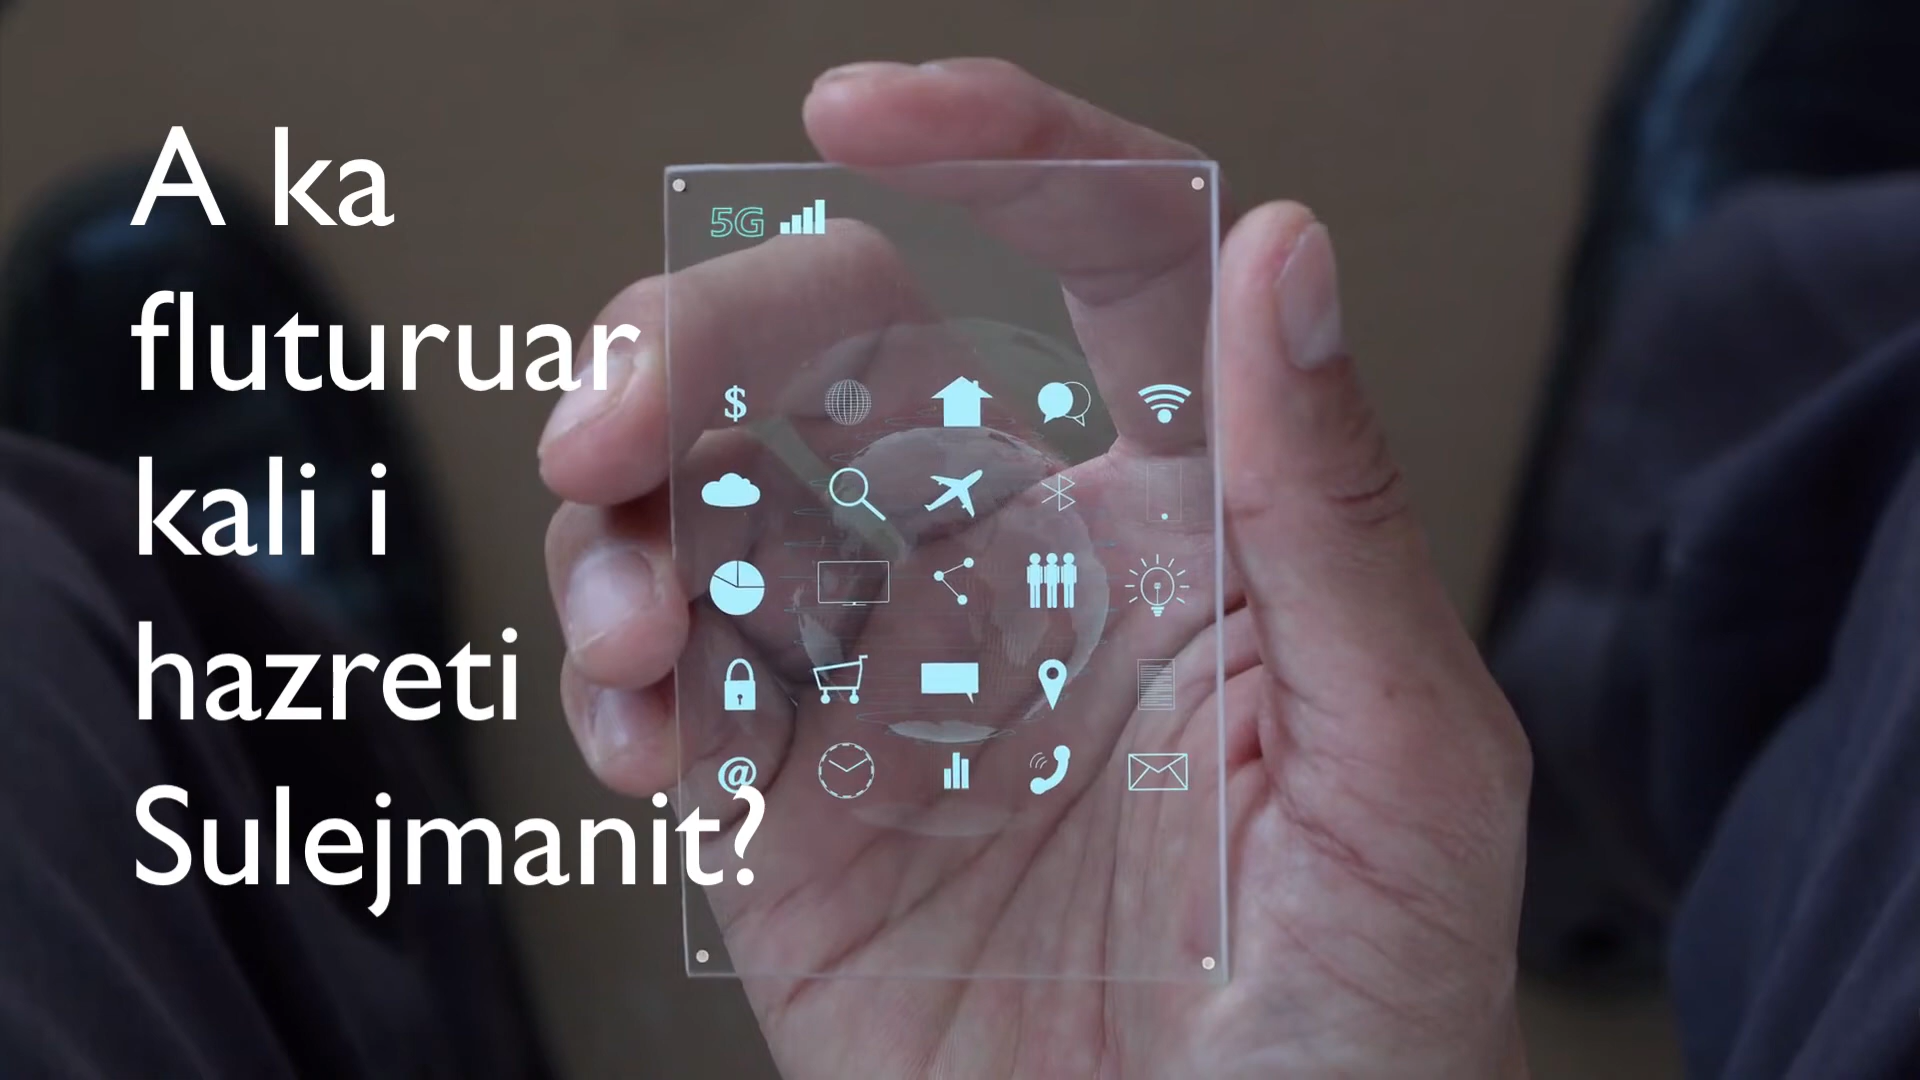 A ka
fluturuar
kali i
hazreti
Sulejmanit?
5G
$
@